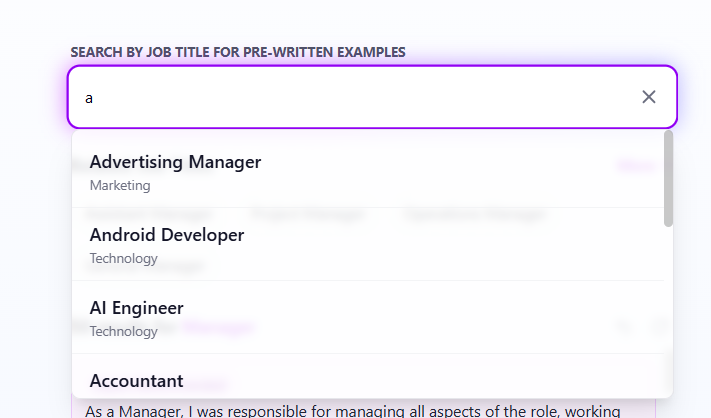 SEARCH BY JOB TITLE FOR PRE-WRITTEN EXAMPLES
a
Advertising Manager
Marketing
Android Developer
Technology
AI Engineer
Technology
Accountant
As a Manager, I was responsible for managing all aspects of the role, working